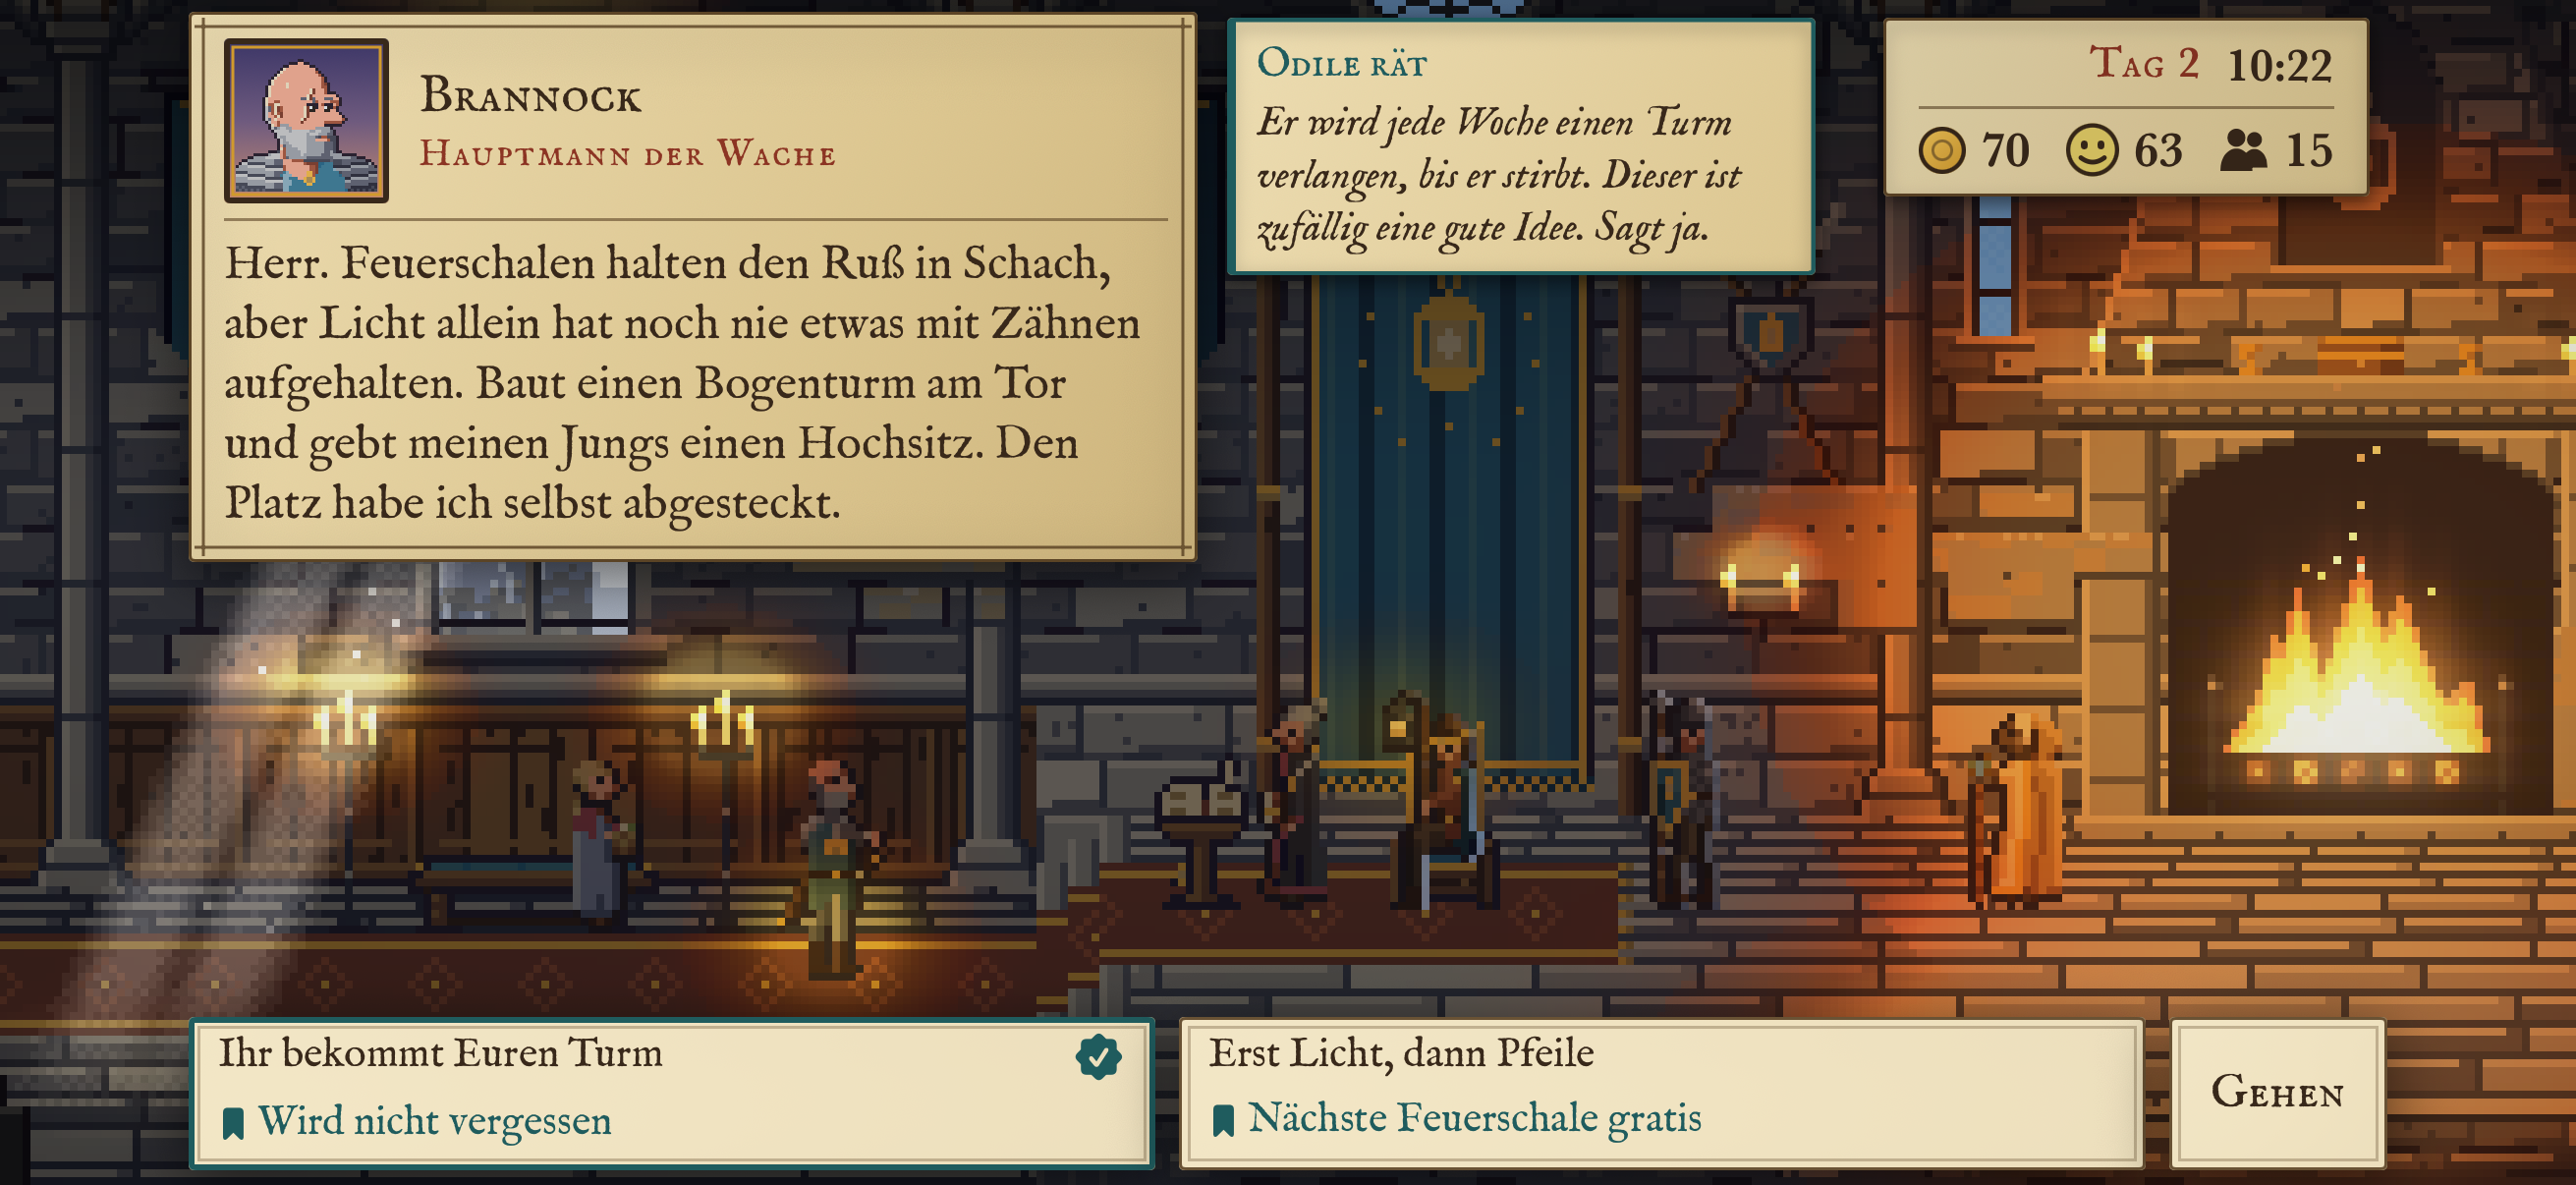 Brannock
Hauptmann der Wache
Herr. Feuerschalen halten den Ruß in Schach,
aber Licht allein hat noch nie etwas mit Zähnen
aufgehalten. Baut einen Bogenturm am Tor
und gebt meinen Jungs einen Hochsitz. Den
Platz habe ich selbst abgesteckt.
Odile rät
Er wird jede Woche einen Turm
verlangen, bis er stirbt. Dieser ist
zufällig eine gute Idee. Sagt ja.
Tag 2 10:22
70 63 15
Ihr bekommt Euren Turm
Wird nicht vergessen
Erst Licht, dann Pfeile
Nächste Feuerschale gratis
Gehen